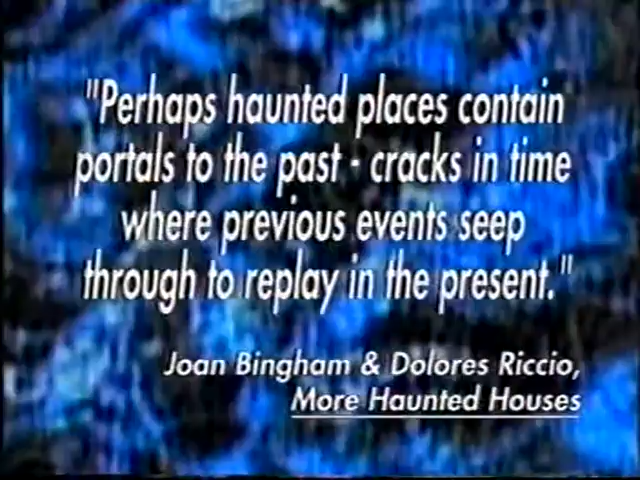 "Perhaps haunted places contain
portals to the past - cracks in time
where previous events seep
through to replay in the present."
Joan Bingham & Dolores Riccio,
More Haunted Houses